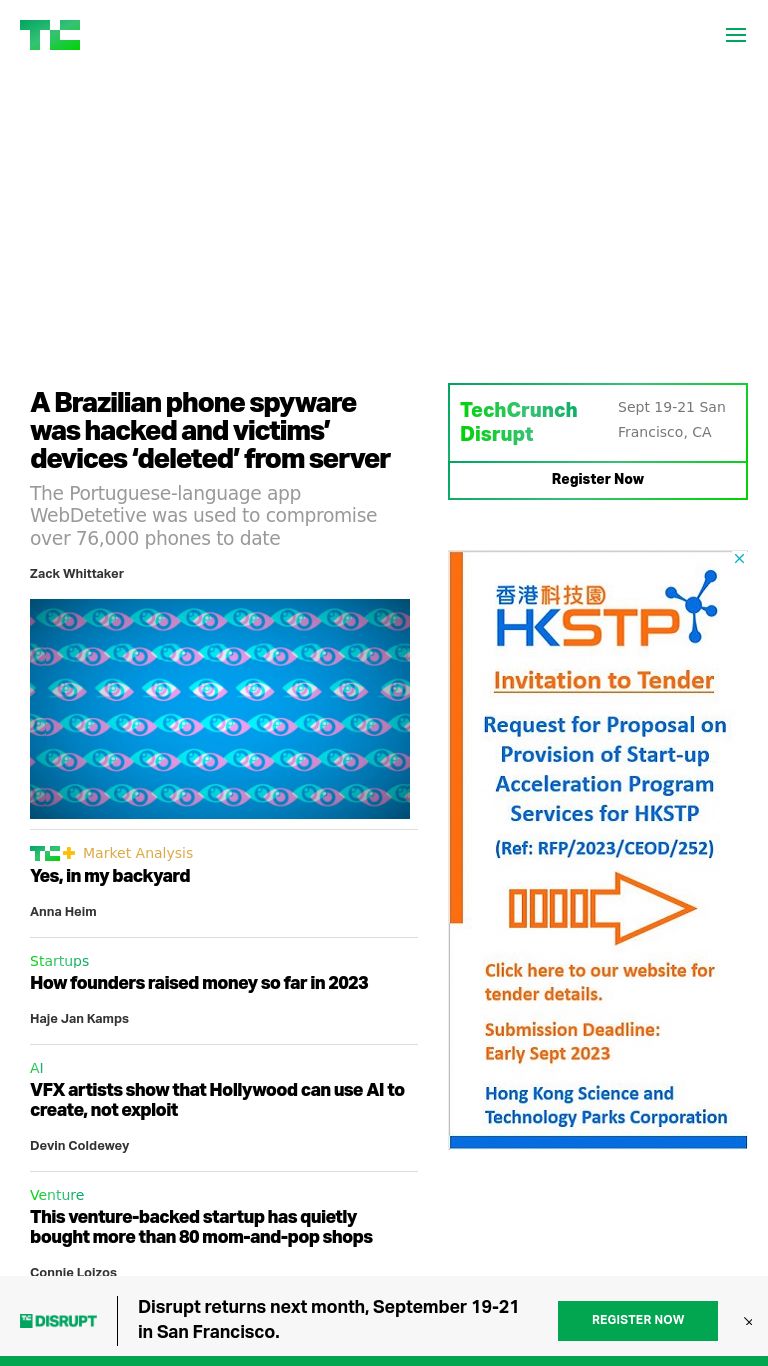 TC
A Brazilian phone spyware
was hacked and victims’
devices ‘deleted’ from server
The Portuguese-language app
WebDetetive was used to compromise
over 76,000 phones to date
Zack Whittaker
TC+ Market Analysis
Yes, in my backyard
Anna Heim
Startups
How founders raised money so far in 2023
Haje Jan Kamps
AI
VFX artists show that Hollywood can use AI to
create, not exploit
Devin Coldewey
Venture
This venture-backed startup has quietly
bought more than 80 mom-and-pop shops
Connie Loizos
TechCrunch
Disrupt
Sept 19-21 San
Francisco, CA
Register Now
香港科技園
HKSTP
Invitation to Tender
Request for Proposal on
Provision of Start-up
Acceleration Program
Services for HKSTP
(Ref: RFP/2023/CEOD/252)
Click here to our website for
tender details.
Submission Deadline:
Early Sept 2023
Hong Kong Science and
Technology Parks Corporation
TC DISRUPT
Disrupt returns next month, September 19-21
in San Francisco.
REGISTER NOW